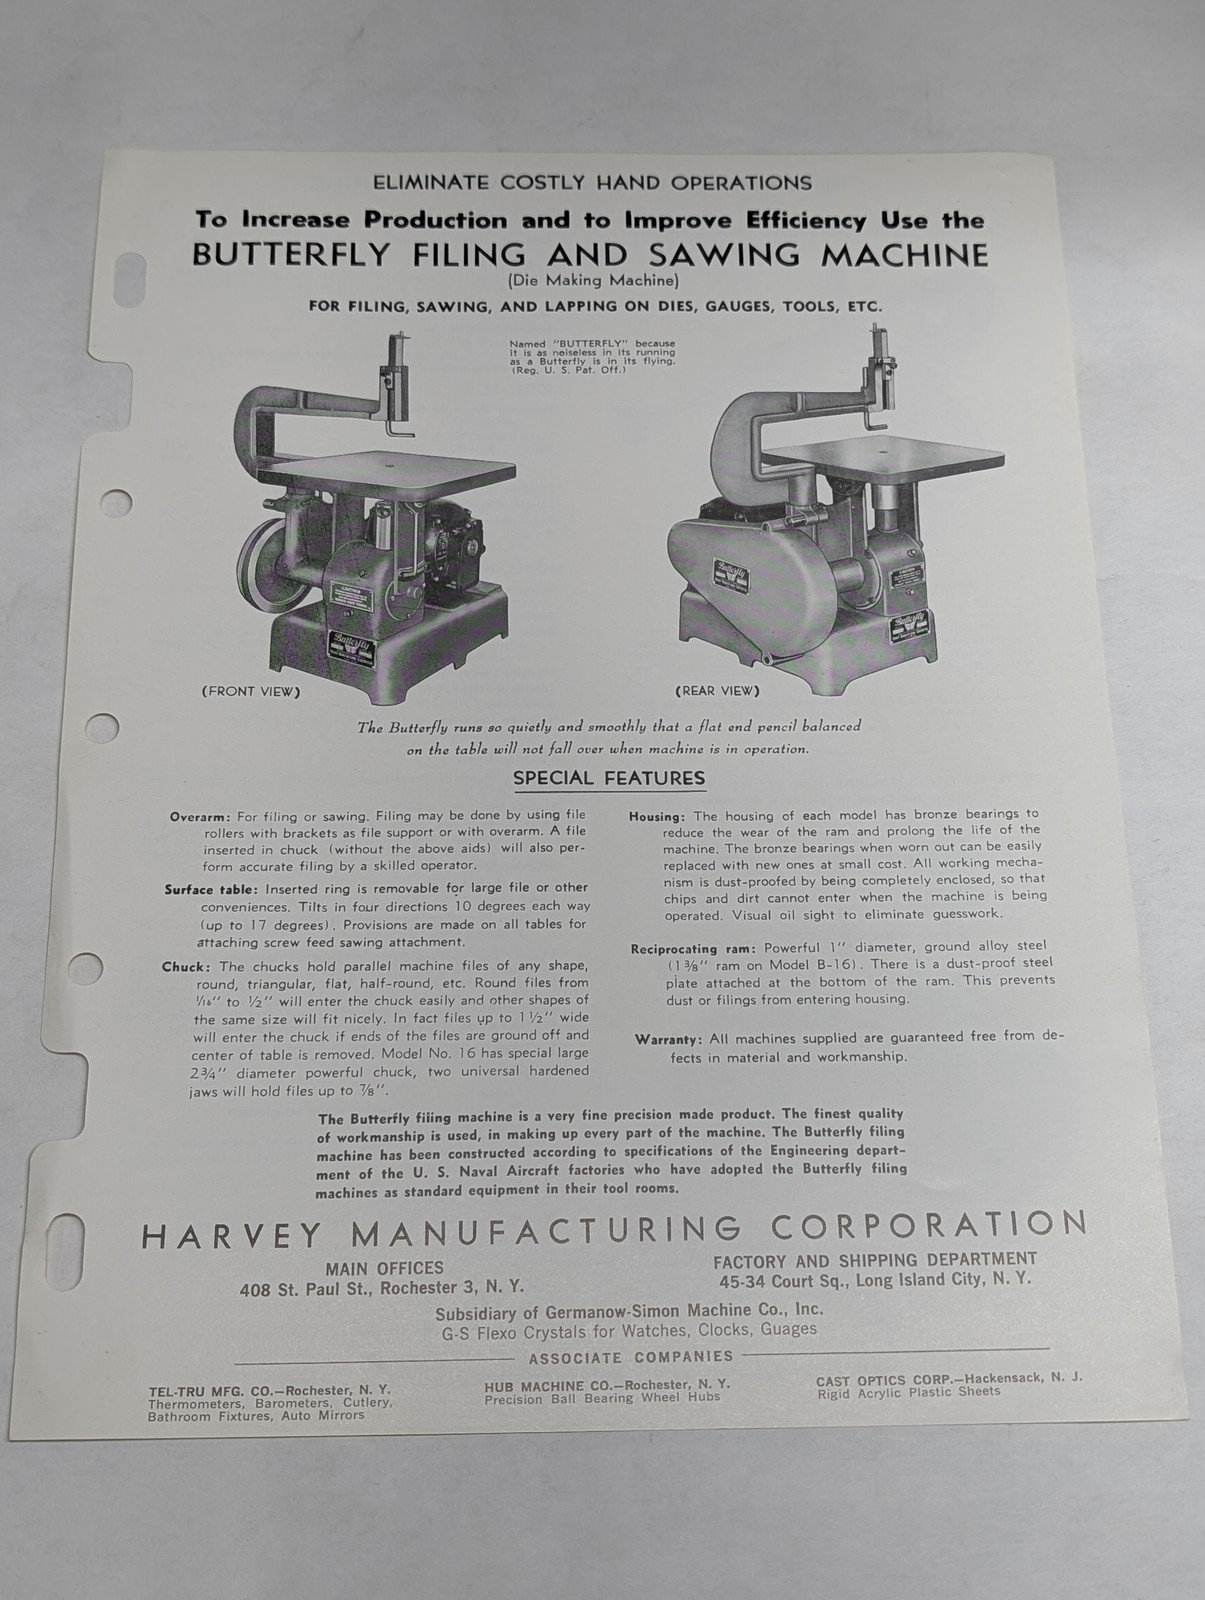 ELIMINATE COSTLY HAND OPERATIONS
To Increase Production and to Improve Efficiency Use the
BUTTERFLY FILING AND SAWING MACHINE
(Die Making Machine)
FOR FILING, SAWING, AND LAPPING ON DIES, GAUGES, TOOLS, ETC.
Named "BUTTERFLY" because
it is as noiseless in its running
as a Butterfly is in its flying.
(Reg. U. S. Pat. Off.)
Butterfly
Butterfly
Butterfly
(FRONT VIEW)
(REAR VIEW)
The Butterfly runs so quietly and smoothly that a flat end pencil balanced
on the table will not fall over when machine is in operation.
SPECIAL FEATURES
Overarm: For filing or sawing. Filing may be done by using file
rollers with brackets as file support or with overarm. A file
inserted in chuck (without the above aids) will also per-
form accurate filing by a skilled operator.
Surface table: Inserted ring is removable for large file or other
conveniences. Tilts in four directions 10 degrees each way
(up to 17 degrees). Provisions are made on all tables for
attaching screw feed sawing attachment.
Chuck: The chucks hold parallel machine files of any shape,
round, triangular, flat, half-round, etc. Round files from
1/16" to 1/2" will enter the chuck easily and other shapes of
the same size will fit nicely. In fact files up to 1 1/2" wide
will enter the chuck if ends of the files are ground off and
center of table is removed. Model No. 16 has special large
2 3/4" diameter powerful chuck, two universal hardened
jaws will hold files up to 7/8".
Housing: The housing of each model has bronze bearings to
reduce the wear of the ram and prolong the life of the
machine. The bronze bearings when worn out can be easily
replaced with new ones at small cost. All working mecha-
nism is dust-proofed by being completely enclosed, so that
chips and dirt cannot enter when the machine is being
operated. Visual oil sight to eliminate guesswork.
Reciprocating ram: Powerful 1" diameter, ground alloy steel
(1 3/8" ram on Model B-16). There is a dust-proof steel
plate attached at the bottom of the ram. This prevents
dust or filings from entering housing.
Warranty: All machines supplied are guaranteed free from de-
fects in material and workmanship.
The Butterfly filing machine is a very fine precision made product. The finest quality
of workmanship is used, in making up every part of the machine. The Butterfly filing
machine has been constructed according to specifications of the Engineering depart-
ment of the U. S. Naval Aircraft factories who have adopted the Butterfly filing
machines as standard equipment in their tool rooms.
HARVEY MANUFACTURING CORPORATION
MAIN OFFICES
408 St. Paul St., Rochester 3, N. Y.
FACTORY AND SHIPPING DEPARTMENT
45-34 Court Sq., Long Island City, N. Y.
Subsidiary of Germanow-Simon Machine Co., Inc.
G-S Flexo Crystals for Watches, Clocks, Guages
ASSOCIATE COMPANIES
TEL-TRU MFG. CO.—Rochester, N. Y.
Thermometers, Barometers, Cutlery,
Bathroom Fixtures, Auto Mirrors
HUB MACHINE CO.—Rochester, N. Y.
Precision Ball Bearing Wheel Hubs
CAST OPTICS CORP.—Hackensack, N. J.
Rigid Acrylic Plastic Sheets